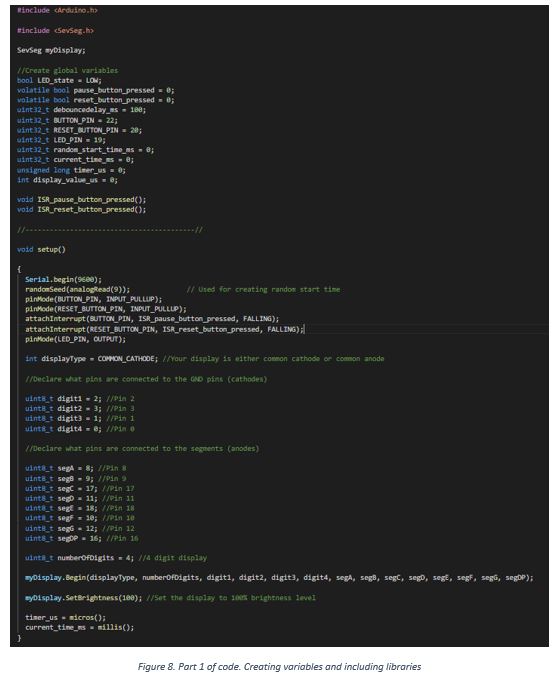 #include <Arduino.h>
#include <SevSeg.h>
SevSeg myDisplay;
//Create global variables
bool LED_state = LOW;
volatile bool pause_button_pressed = 0;
volatile bool reset_button_pressed = 0;
uint32_t debouncedelay_ms = 100;
uint32_t BUTTON_PIN = 22;
uint32_t RESET_BUTTON_PIN = 20;
uint32_t LED_PIN = 19;
uint32_t random_start_time_ms = 0;
uint32_t current_time_ms = 0;
unsigned long timer_us = 0;
int display_value_us = 0;
void ISR_pause_button_pressed();
void ISR_reset_button_pressed();
//------------------------------------------//
void setup()
{
Serial.begin(9600);
randomSeed(analogRead(9)); // Used for creating random start time
pinMode(BUTTON_PIN, INPUT_PULLUP);
pinMode(RESET_BUTTON_PIN, INPUT_PULLUP);
attachInterrupt(BUTTON_PIN, ISR_pause_button_pressed, FALLING);
attachInterrupt(RESET_BUTTON_PIN, ISR_reset_button_pressed, FALLING);
pinMode(LED_PIN, OUTPUT);
int displayType = COMMON_CATHODE; //Your display is either common cathode or common anode
//Declare what pins are connected to the GND pins (cathodes)
uint8_t digit1 = 2; //Pin 2
uint8_t digit2 = 3; //Pin 3
uint8_t digit3 = 1; //Pin 1
uint8_t digit4 = 0; //Pin 0
//Declare what pins are connected to the segments (anodes)
uint8_t segA = 8; //Pin 8
uint8_t segB = 9; //Pin 9
uint8_t segC = 17; //Pin 17
uint8_t segD = 11; //Pin 11
uint8_t segE = 18; //Pin 18
uint8_t segF = 10; //Pin 10
uint8_t segG = 12; //Pin 12
uint8_t segDP = 16; //Pin 16
uint8_t numberOfDigits = 4; //4 digit display
myDisplay.Begin(displayType, numberOfDigits, digit1, digit2, digit3, digit4, segA, segB, segC, segD, segE, segF, segG, segDP);
myDisplay.SetBrightness(100); //Set the display to 100% brightness level
timer_us = micros();
current_time_ms = millis();
}
Figure 8. Part 1 of code. Creating variables and including libraries